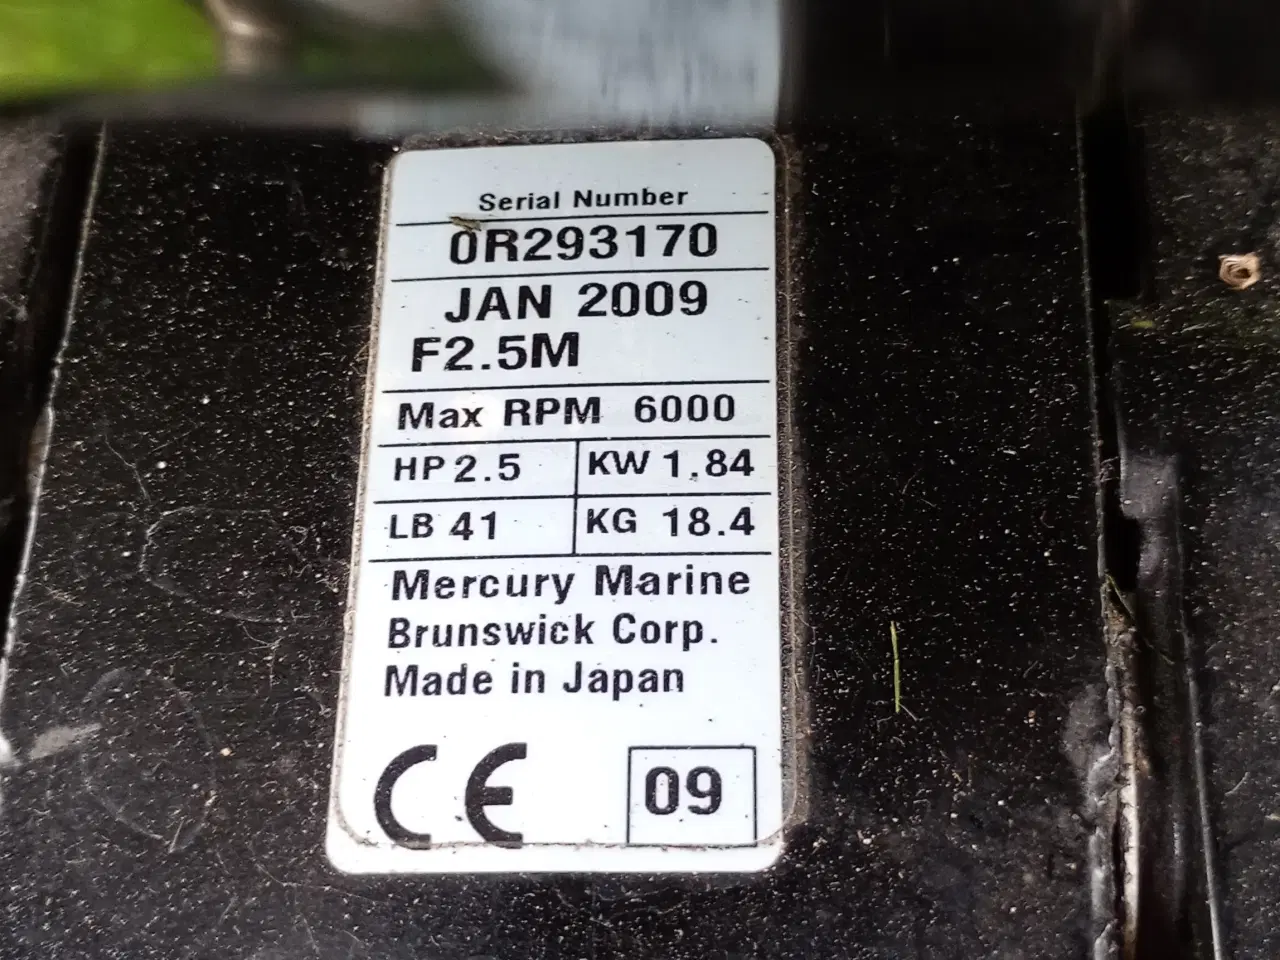 Serial Number
0R293170
JAN 2009
F2.5M
Max RPM 6000
HP 2.5 KW 1.84
LB 41 KG 18.4
Mercury Marine
Brunswick Corp.
Made in Japan
CE 09